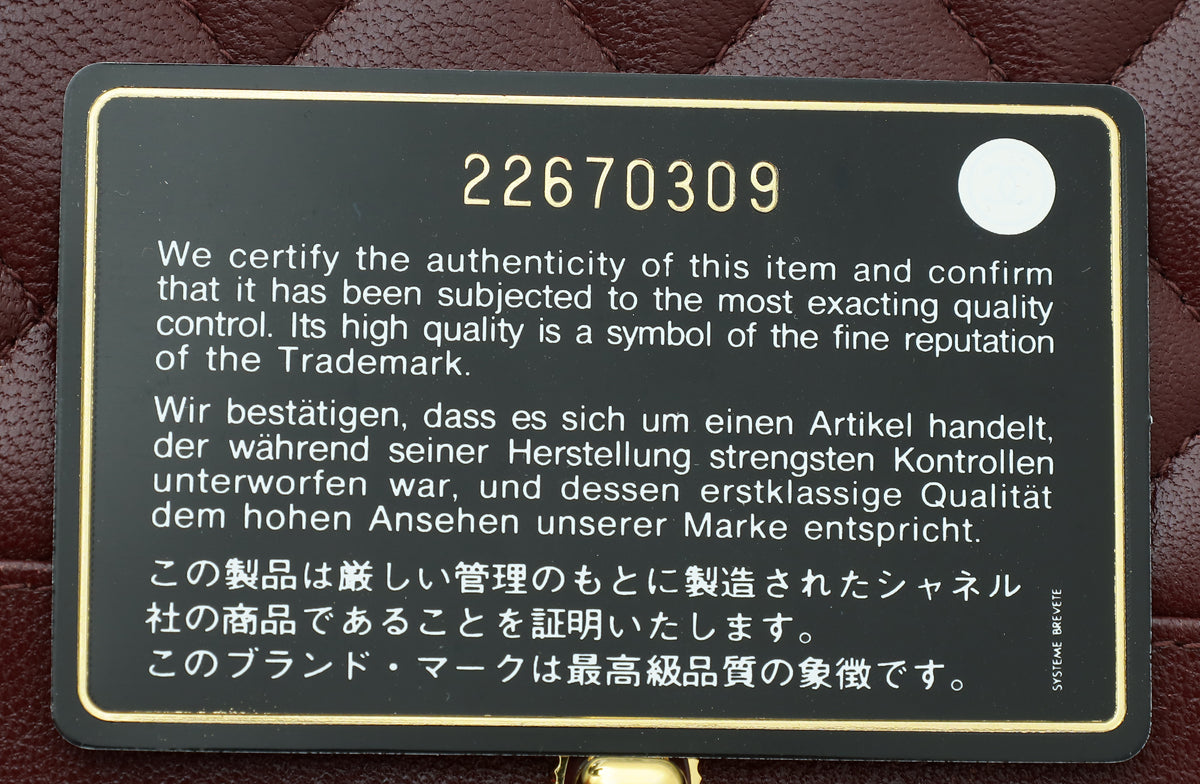 22670309
We certify the authenticity of this item and confirm
that it has been subjected to the most exacting quality
control. Its high quality is a symbol of the fine reputation
of the Trademark.
Wir bestätigen, dass es sich um einen Artikel handelt,
der während seiner Herstellung strengsten Kontrollen
unterworfen war, und dessen erstklassige Qualität
dem hohen Ansehen unserer Marke entspricht.
この製品は厳しい管理のもとに製造されたシャネル
社の商品であることを証明いたします。
このブランド・マークは最高級品質の象徴です。
SYSTEME BREVETE